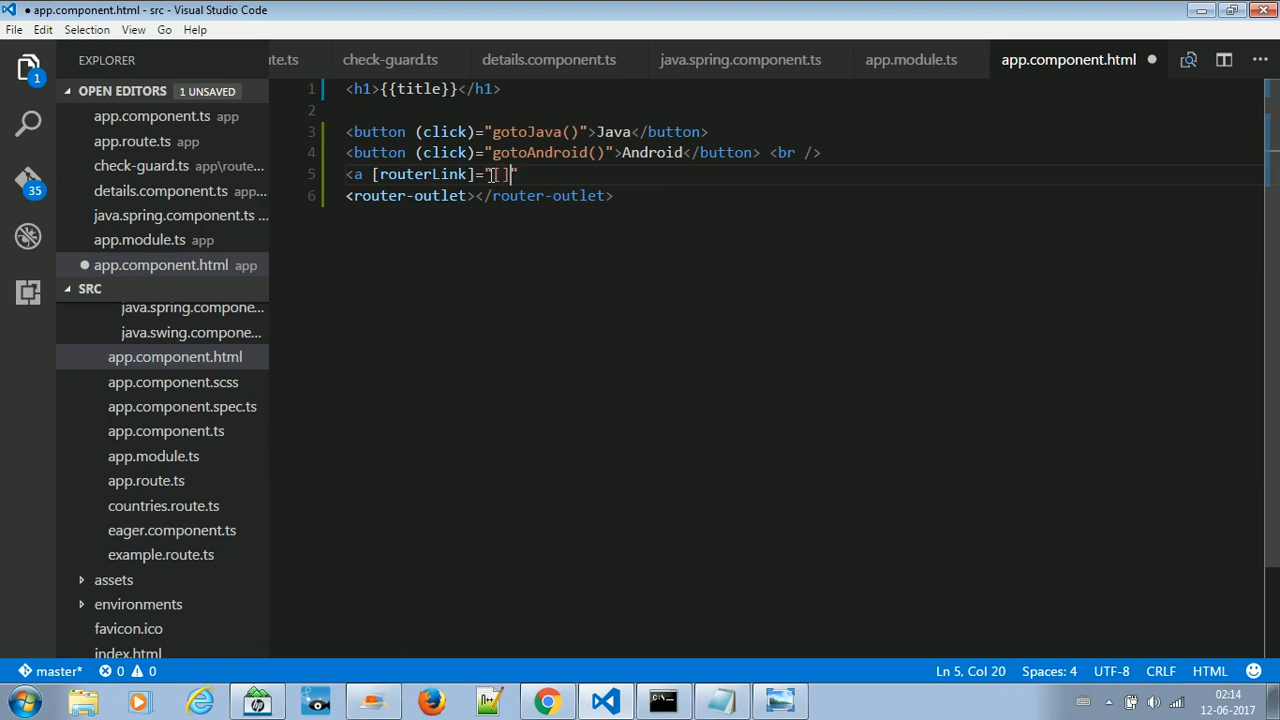 ● app.component.html - src - Visual Studio Code
File Edit Selection View Go Help
EXPLORER
ute.ts check-guard.ts details.component.ts java.spring.component.ts app.module.ts app.component.html
1
OPEN EDITORS 1 UNSAVED
app.component.ts app
app.route.ts app
check-guard.ts app\route...
details.component.ts app
java.spring.component.ts ...
app.module.ts app
app.component.html app
35
SRC
java.spring.compone...
java.swing.compone...
app.component.html
app.component.scss
app.component.spec.ts
app.component.ts
app.module.ts
app.route.ts
countries.route.ts
eager.component.ts
example.route.ts
assets
environments
favicon.ico
index.html
1 <h1>{{title}}</h1>
2
3 <button (click)="gotoJava()">Java</button>
4 <button (click)="gotoAndroid()">Android</button> <br />
5 <a [routerLink]="[]"
6 <router-outlet></router-outlet>
master* 0 0 Ln 5, Col 20 Spaces: 4 UTF-8 CRLF HTML
02:14
12-06-2017